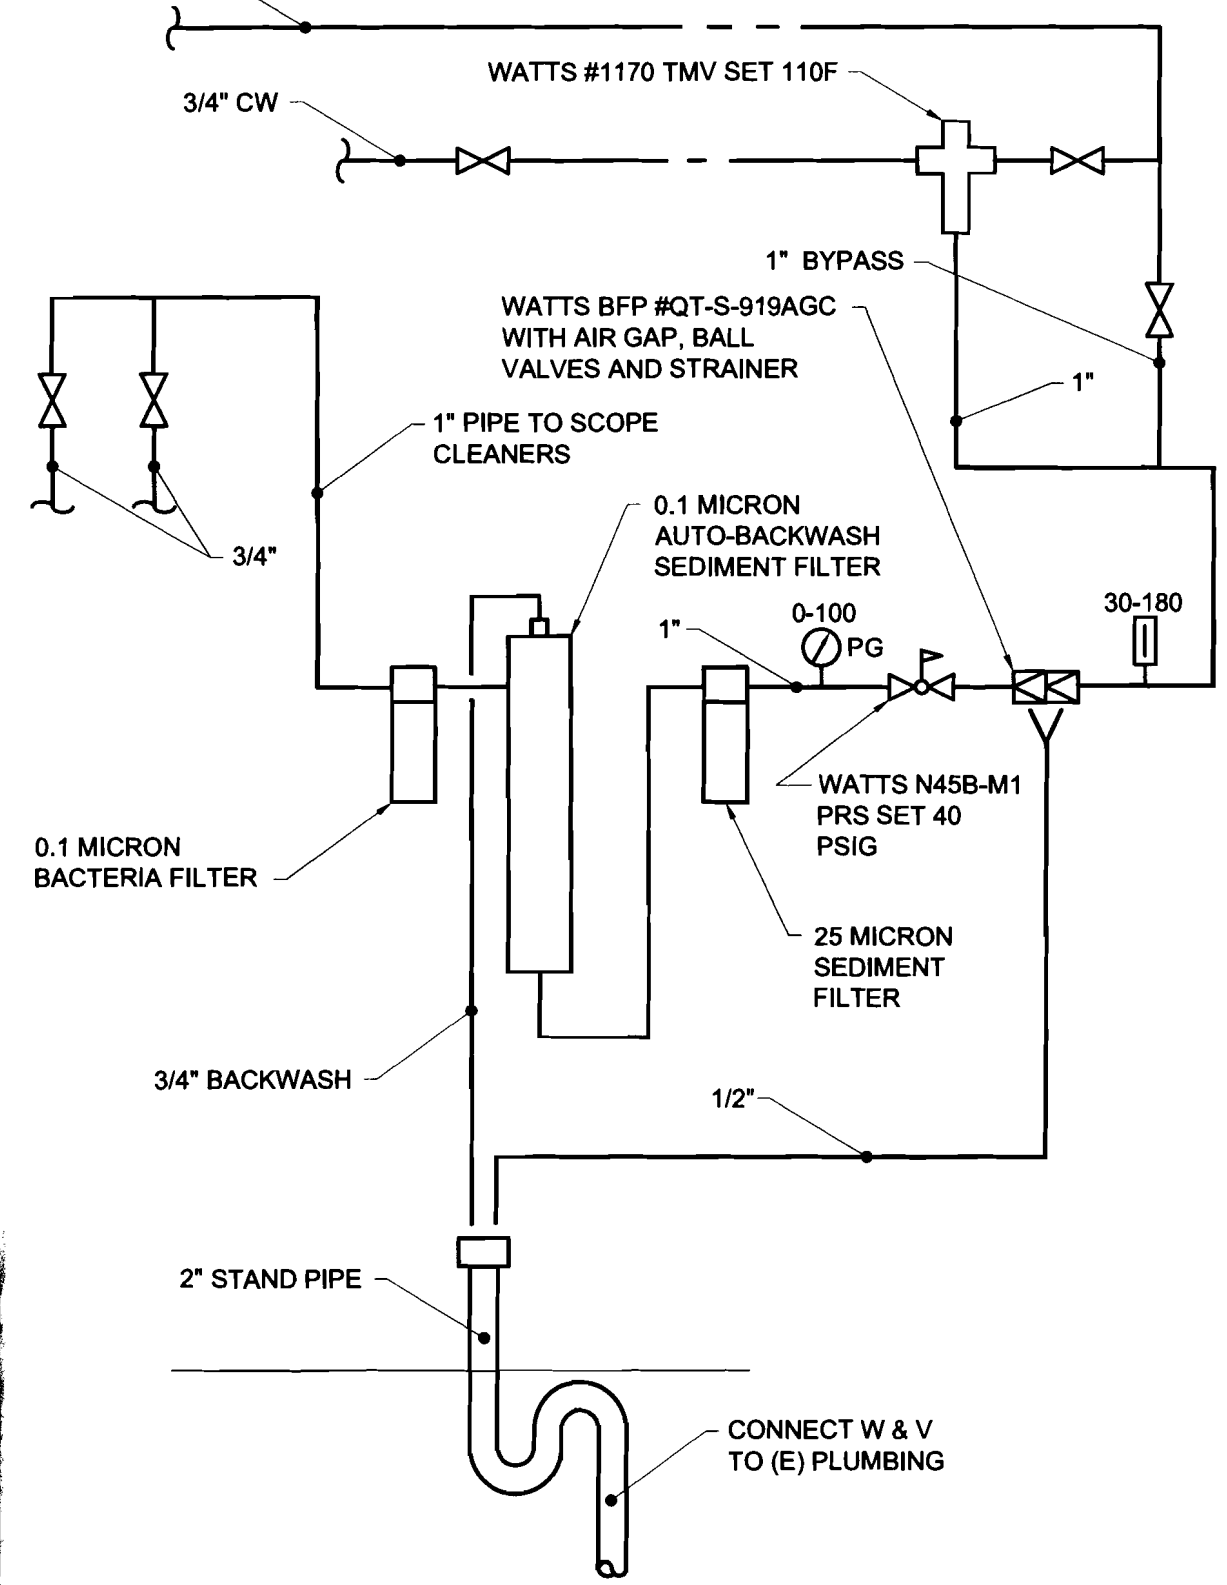 WATTS #1170 TMV SET 110F
3/4" CW
1" BYPASS
WATTS BFP #QT-S-919AGC
WITH AIR GAP, BALL
VALVES AND STRAINER
1"
1" PIPE TO SCOPE
CLEANERS
3/4"
0.1 MICRON
AUTO-BACKWASH
SEDIMENT FILTER
1"
0-100
PG
30-180
WATTS N45B-M1
PRS SET 40
PSIG
0.1 MICRON
BACTERIA FILTER
25 MICRON
SEDIMENT
FILTER
3/4" BACKWASH
1/2"
2" STAND PIPE
CONNECT W & V
TO (E) PLUMBING